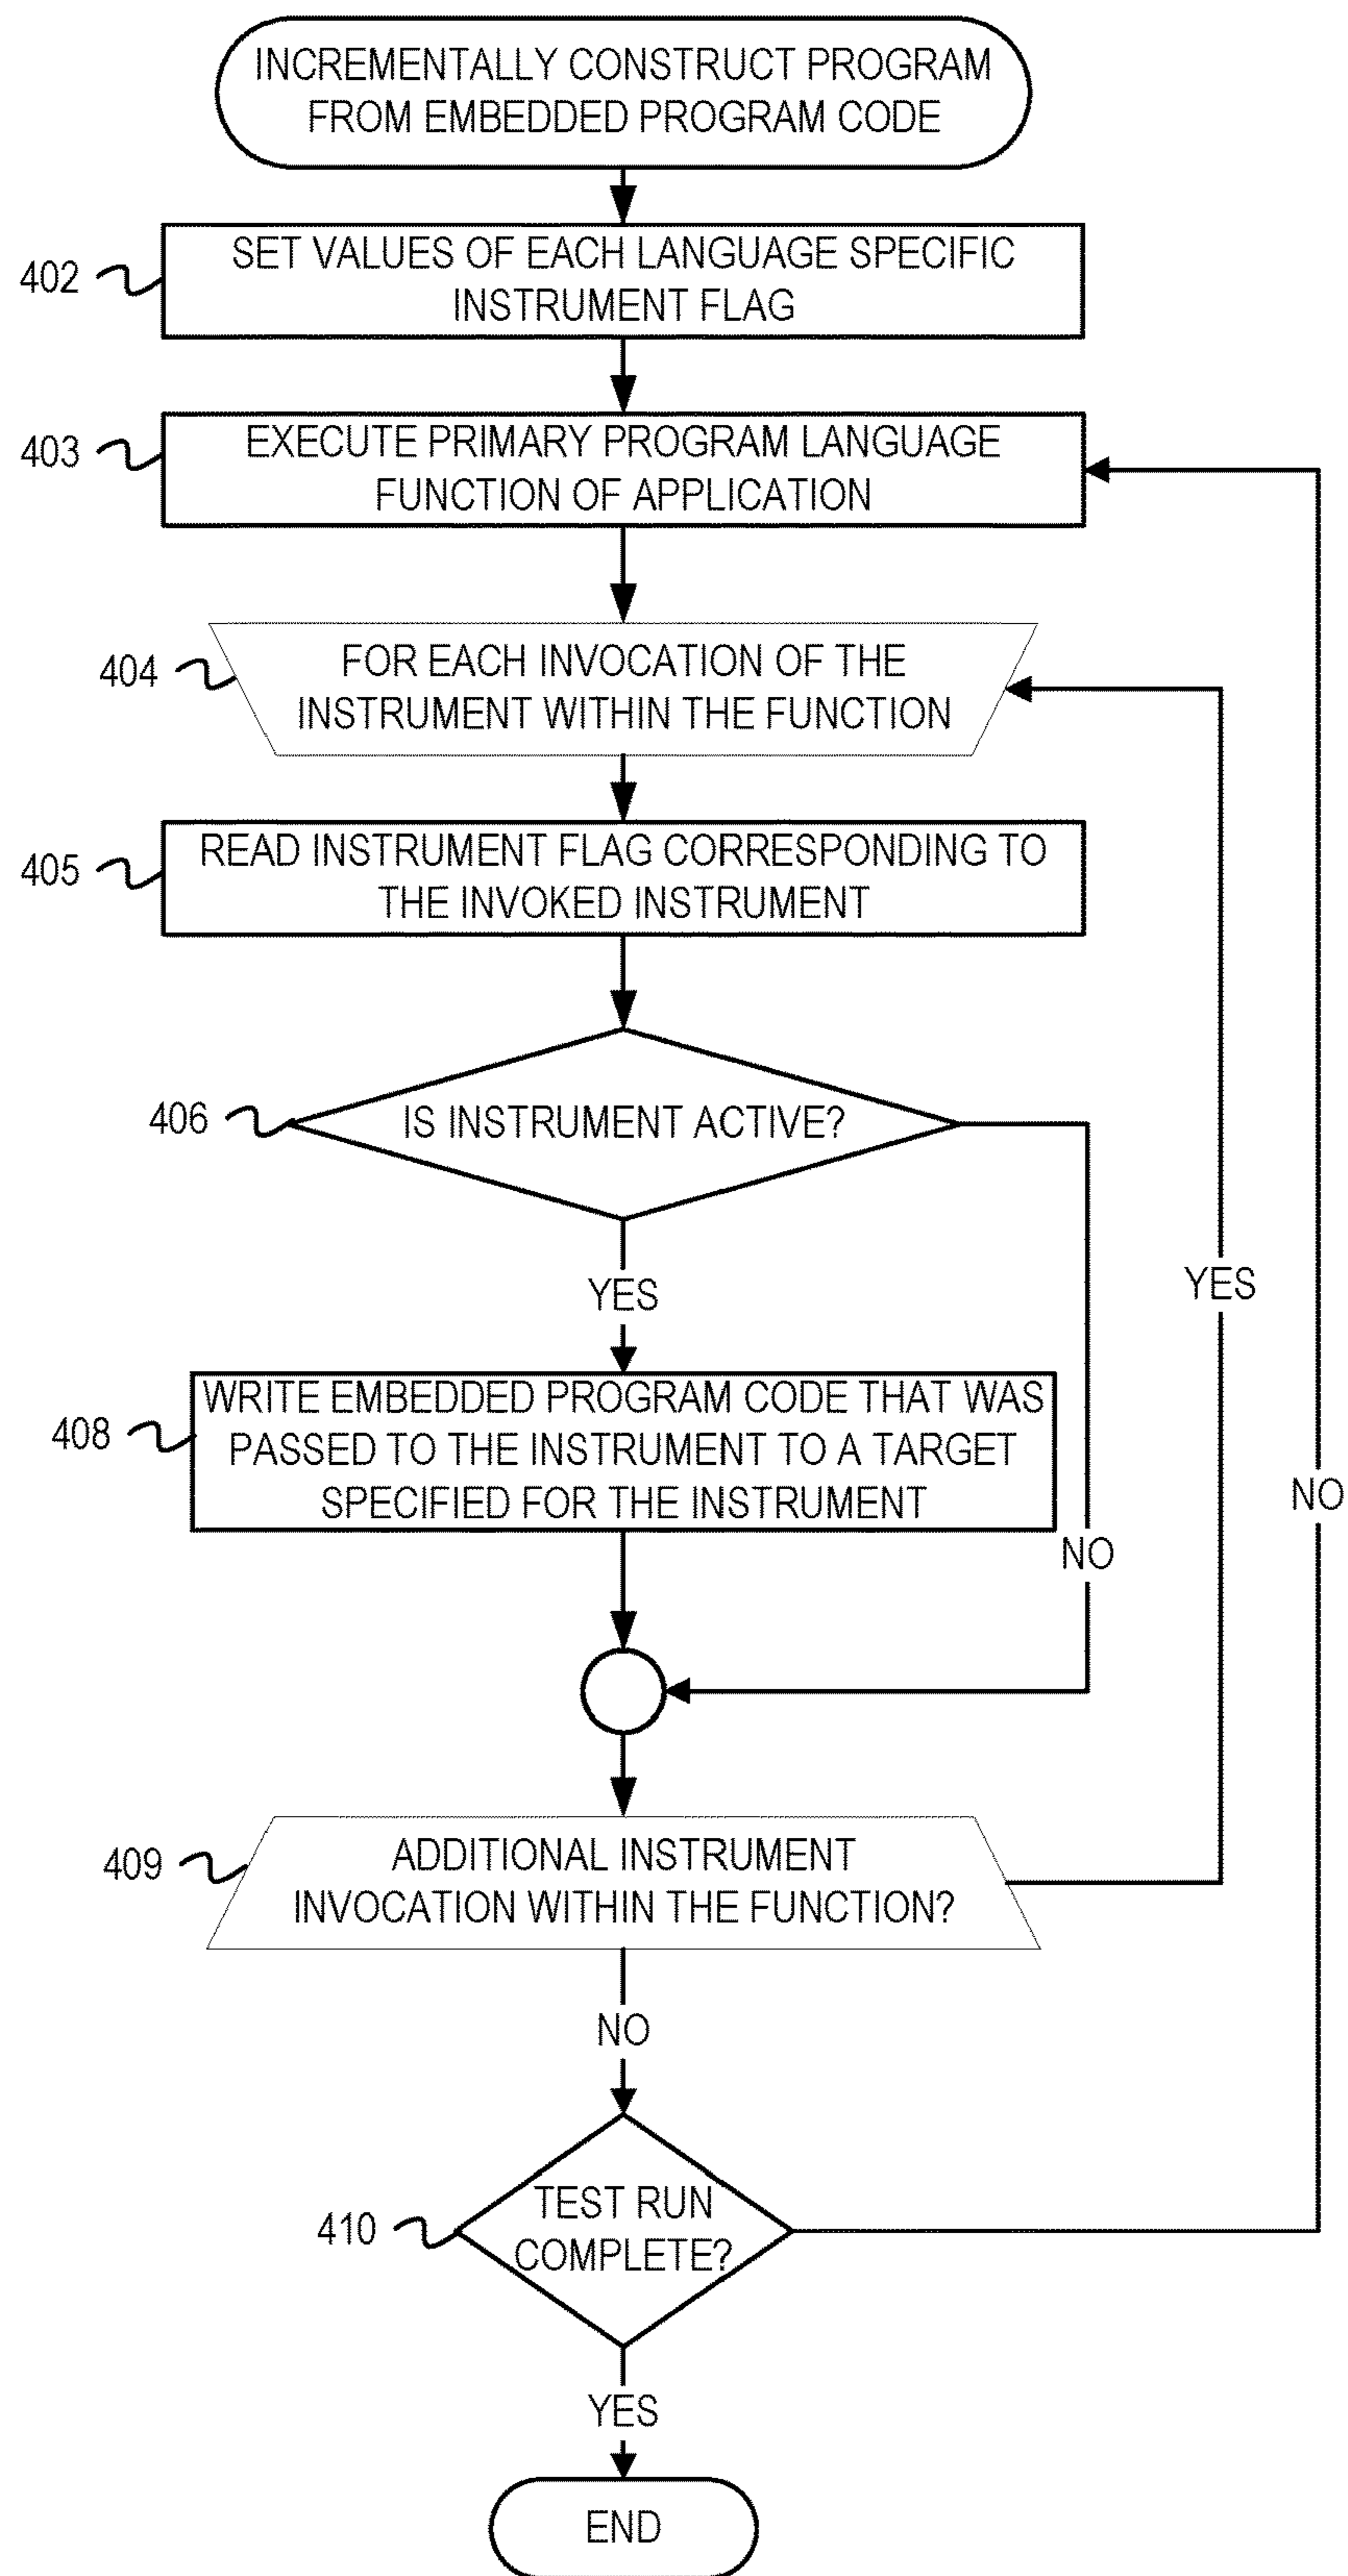 INCREMENTALLY CONSTRUCT PROGRAM
FROM EMBEDDED PROGRAM CODE
402
SET VALUES OF EACH LANGUAGE SPECIFIC
INSTRUMENT FLAG
403
EXECUTE PRIMARY PROGRAM LANGUAGE
FUNCTION OF APPLICATION
404
FOR EACH INVOCATION OF THE
INSTRUMENT WITHIN THE FUNCTION
405
READ INSTRUMENT FLAG CORRESPONDING TO
THE INVOKED INSTRUMENT
406
IS INSTRUMENT ACTIVE?
YES
YES
408
WRITE EMBEDDED PROGRAM CODE THAT WAS
PASSED TO THE INSTRUMENT TO A TARGET
SPECIFIED FOR THE INSTRUMENT
NO
NO
409
ADDITIONAL INSTRUMENT
INVOCATION WITHIN THE FUNCTION?
NO
410
TEST RUN
COMPLETE?
YES
END